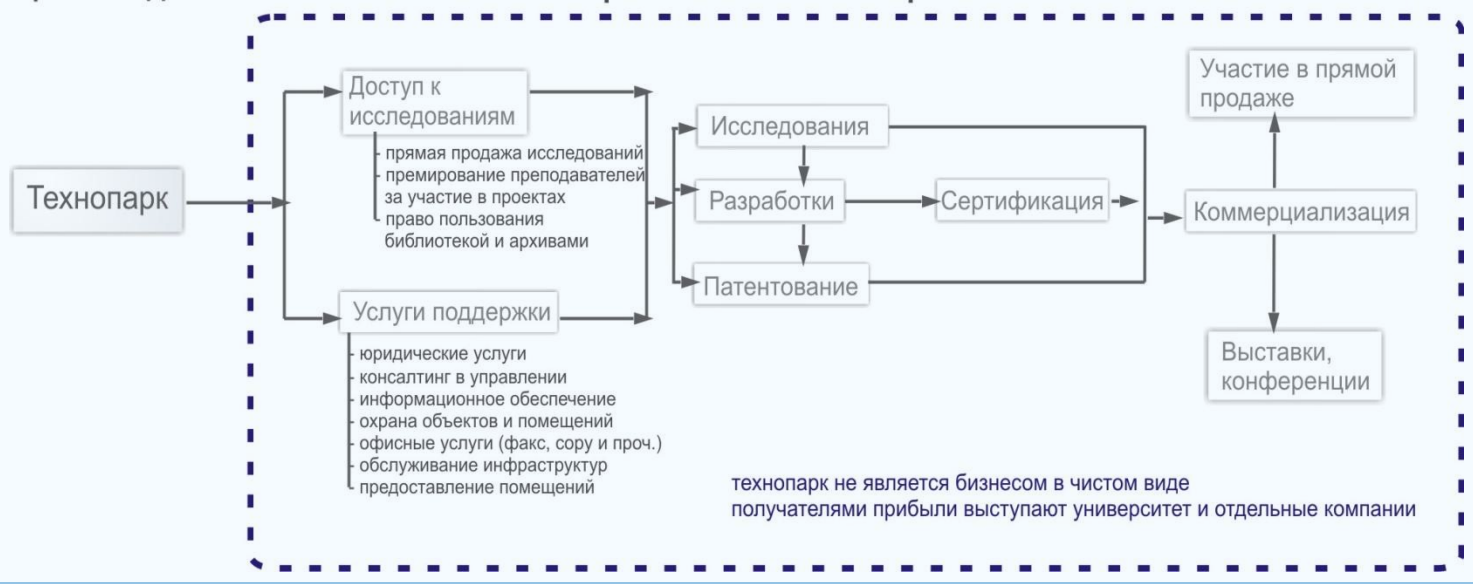 Доступ к
исследованиям
- прямая продажа исследований
- премирование преподавателей
за участие в проектах
- право пользования
библиотекой и архивами
Технопарк
Услуги поддержки
- юридические услуги
- консалтинг в управлении
- информационное обеспечение
- охрана объектов и помещений
- офисные услуги (факс, copy и проч.)
- обслуживание инфраструктур
- предоставление помещений
Исследования
Разработки
Патентование
Сертификация
Участие в прямой
продаже
Коммерциализация
Выставки,
конференции
технопарк не является бизнесом в чистом виде
получателями прибыли выступают университет и отдельные компании